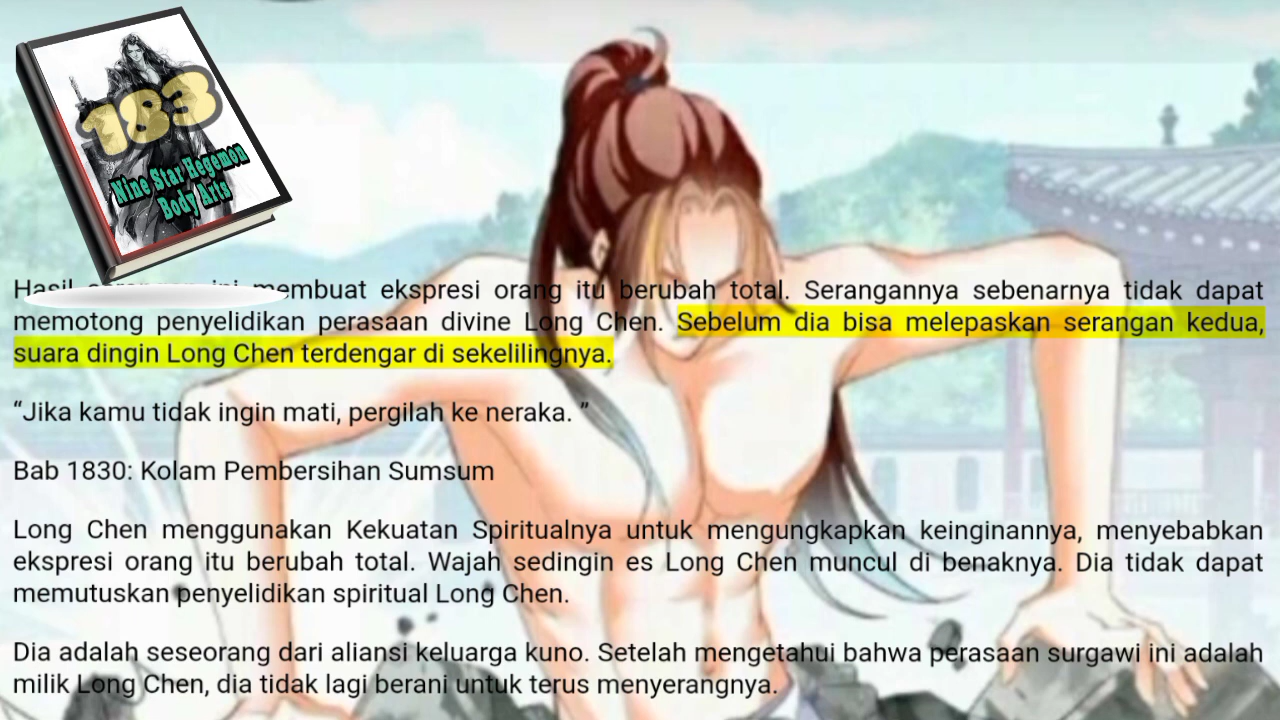 183
Nine Star Hegemon
Body Arts
Hasil serangan ini membuat ekspresi orang itu berubah total. Serangannya sebenarnya tidak dapat
memotong penyelidikan perasaan divine Long Chen. Sebelum dia bisa melepaskan serangan kedua,
suara dingin Long Chen terdengar di sekelilingnya.
“Jika kamu tidak ingin mati, pergilah ke neraka. ”
Bab 1830: Kolam Pembersihan Sumsum
Long Chen menggunakan Kekuatan Spiritualnya untuk mengungkapkan keinginannya, menyebabkan
ekspresi orang itu berubah total. Wajah sedingin es Long Chen muncul di benaknya. Dia tidak dapat
memutuskan penyelidikan spiritual Long Chen.
Dia adalah seseorang dari aliansi keluarga kuno. Setelah mengetahui bahwa perasaan surgawi ini adalah
milik Long Chen, dia tidak lagi berani untuk terus menyerangnya.